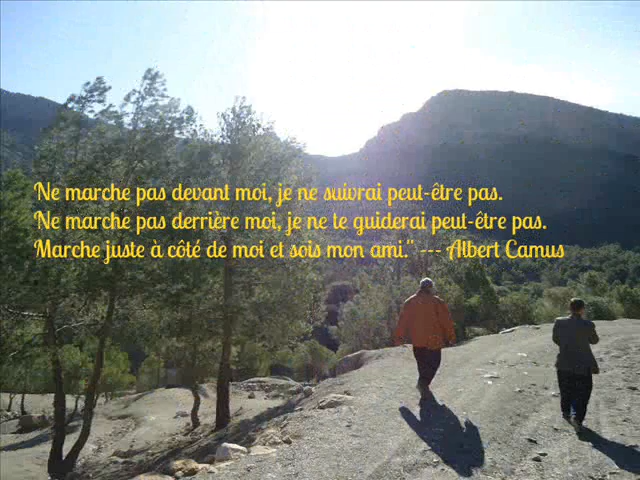 Ne marche pas devant moi, je ne suivrai peut-être pas.
Ne marche pas derrière moi, je ne te guiderai peut-être pas.
Marche juste à côté de moi et sois mon ami." --- Albert Camus